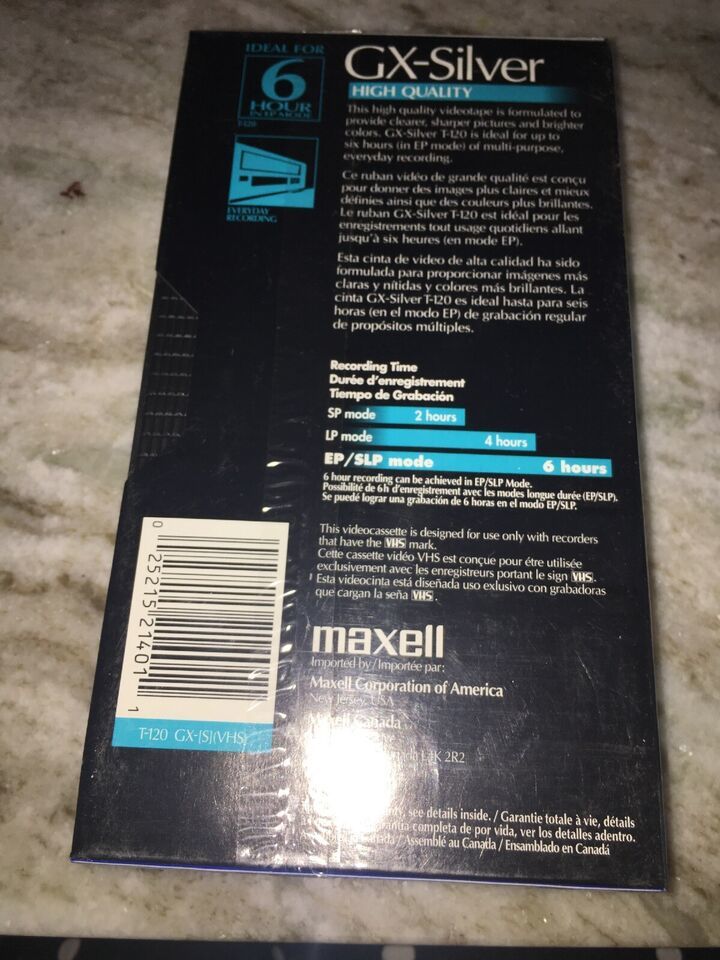 IDEAL FOR
6
HOUR
IN EP MODE
T-120
EVERYDAY
RECORDING
GX-Silver
HIGH QUALITY
This high quality videotape is formulated to
provide clearer, sharper pictures and brighter
colors. GX-Silver T-120 is ideal for up to
six hours (in EP mode) of multi-purpose,
everyday recording.
Ce ruban vidéo de grande qualité est conçu
pour donner des images plus claires et mieux
définies ainsi que des couleurs plus brillantes.
Le ruban GX-Silver T-120 est idéal pour les
enregistrements tout usage quotidiens allant
jusqu'à six heures (en mode EP).
Esta cinta de video de alta calidad ha sido
formulada para proporcionar imágenes más
claras y nítidas y colores más brillantes. La
cinta GX-Silver T-120 es ideal hasta para seis
horas (en el modo EP) de grabación regular
de propósitos múltiples.
Recording Time
Durée d'enregistrement
Tiempo de Grabación
SP mode 2 hours
LP mode 4 hours
EP/SLP mode 6 hours
6 hour recording can be achieved in EP/SLP Mode.
Possibilité de 6h d'enregistrement avec les modes longue durée (EP/SLP).
Se puedé lograr una grabación de 6 horas en el modo EP/SLP.
This videocassette is designed for use only with recorders
that have the VHS mark.
Cette cassette vidéo VHS est conçue pour étre utilisée
exclusivement avec les enregistreurs portant le sign VHS.
Esta videocinta está diseñada uso exlusivo con grabadoras
que cargan la seña VHS.
maxell
Imported by/Importée par:
Maxell Corporation of America
New Jersey, USA
Maxell Canada
2R2
see details inside. / Garantie totale à vie, détails
completa de por vida, ver los detalles adentro.
/Assemblé au Canada / Ensamblado en Canadá
0 25215 21401 1
T-120 GX-[S](VHS)